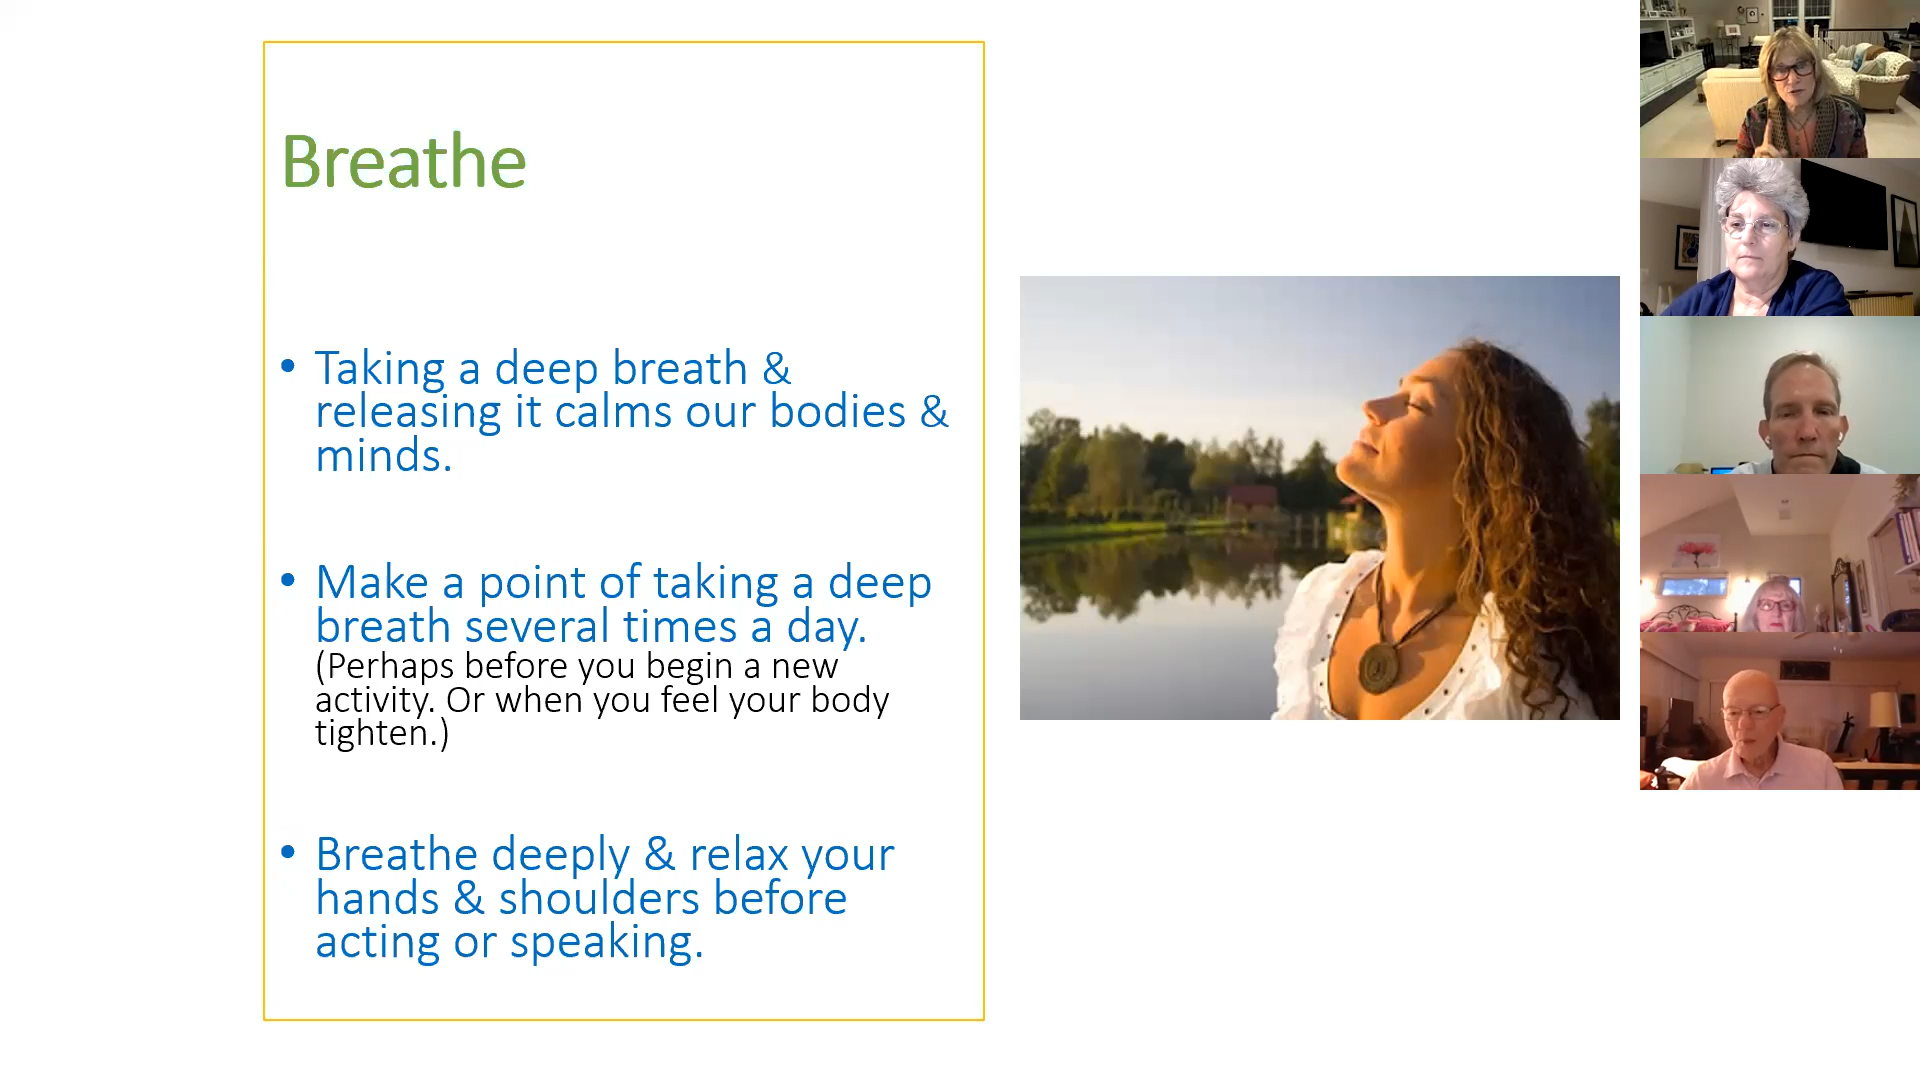 Breathe
• Taking a deep breath &
releasing it calms our bodies &
minds.
• Make a point of taking a deep
breath several times a day.
(Perhaps before you begin a new
activity. Or when you feel your body
tighten.)
• Breathe deeply & relax your
hands & shoulders before
acting or speaking.